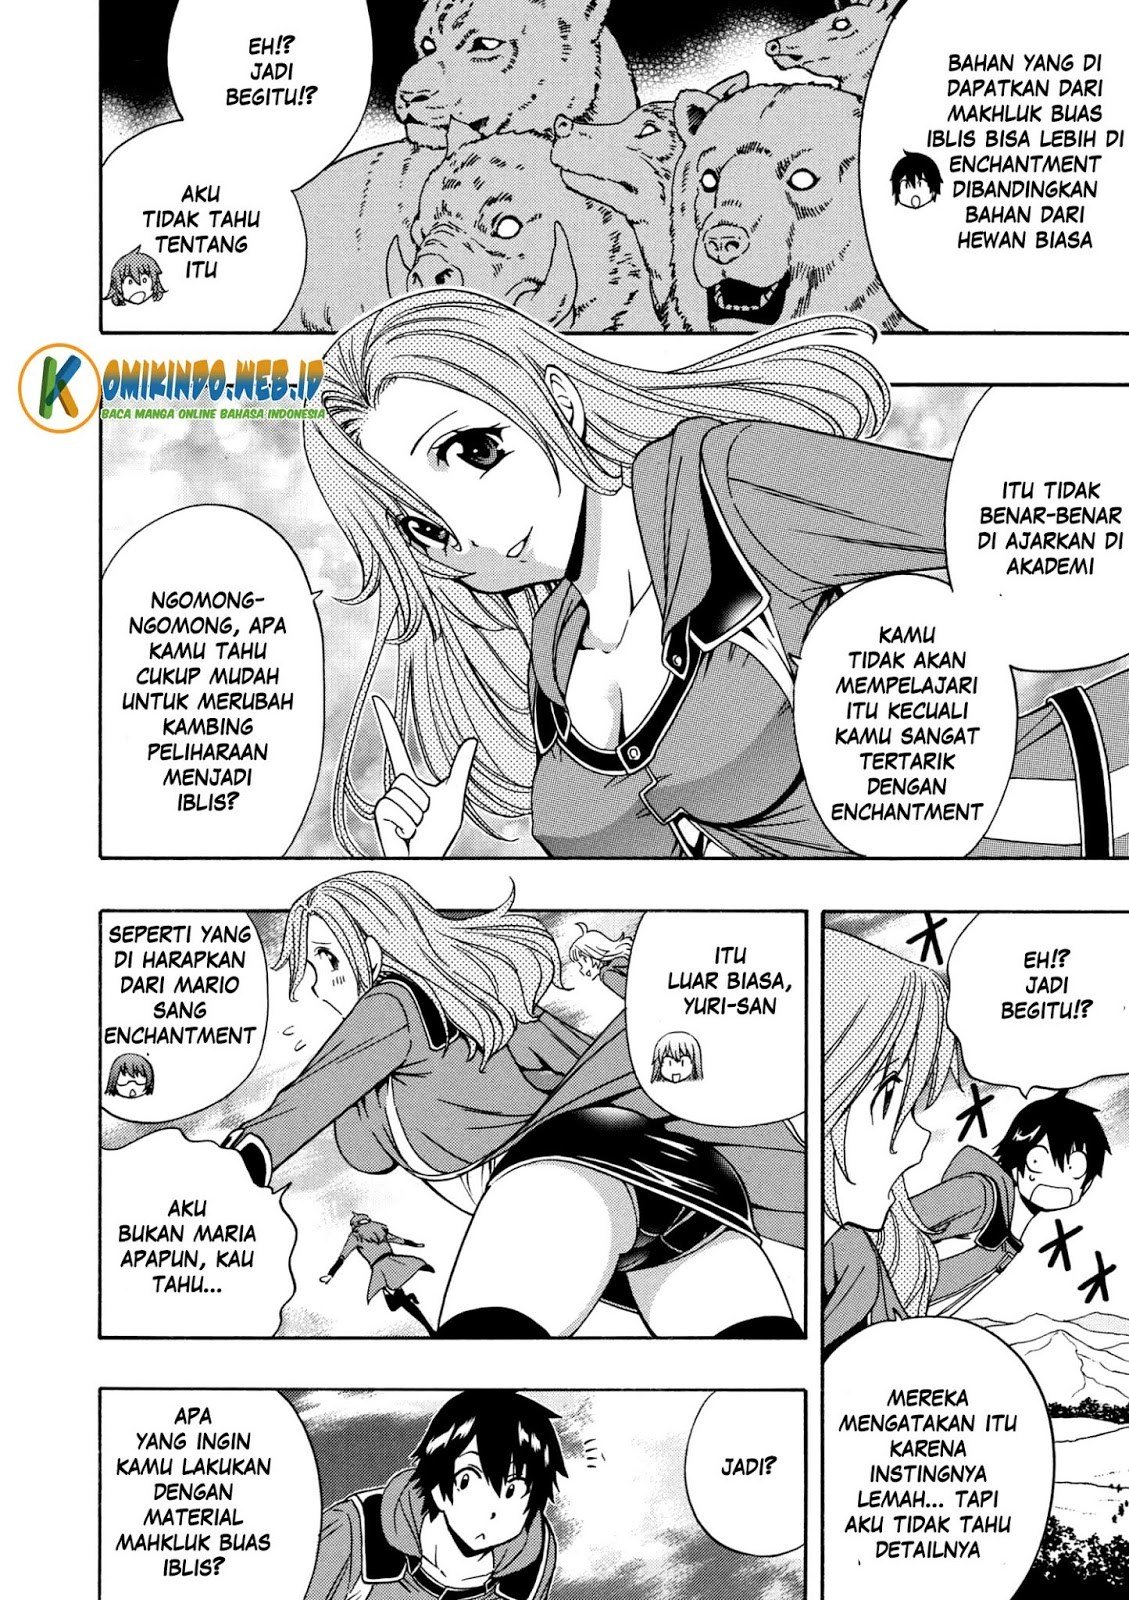 BAHAN YANG DI
DAPATKAN DARI
MAKHLUK BUAS
IBLIS BISA LEBIH DI
ENCHANTMENT
DIBANDINGKAN
BAHAN DARI
HEWAN BIASA
EH!?
JADI
BEGITU!?
AKU
TIDAK TAHU
TENTANG
ITU
KOMIKINDO.WEB.ID
BACA MANGA ONLINE BAHASA INDONESIA
ITU TIDAK
BENAR-BENAR
DI AJARKAN DI
AKADEMI
KAMU
TIDAK AKAN
MEMPELAJARI
ITU KECUALI
KAMU SANGAT
TERTARIK
DENGAN
ENCHANTMENT
NGOMONG-
NGOMONG, APA
KAMU TAHU
CUKUP MUDAH
UNTUK MERUBAH
KAMBING
PELIHARAAN
MENJADI
IBLIS?
EH!?
JADI
BEGITU!?
MEREKA
MENGATAKAN ITU
KARENA
INSTINGNYA
LEMAH... TAPI
AKU TIDAK TAHU
DETAILNYA
ITU
LUAR BIASA,
YURI-SAN
SEPERTI YANG
DI HARAPKAN
DARI MARIO
SANG
ENCHANTMENT
AKU
BUKAN MARIA
APAPUN, KAU
TAHU...
JADI?
APA
YANG INGIN
KAMU LAKUKAN
DENGAN
MATERIAL
MAHKLUK BUAS
IBLIS?